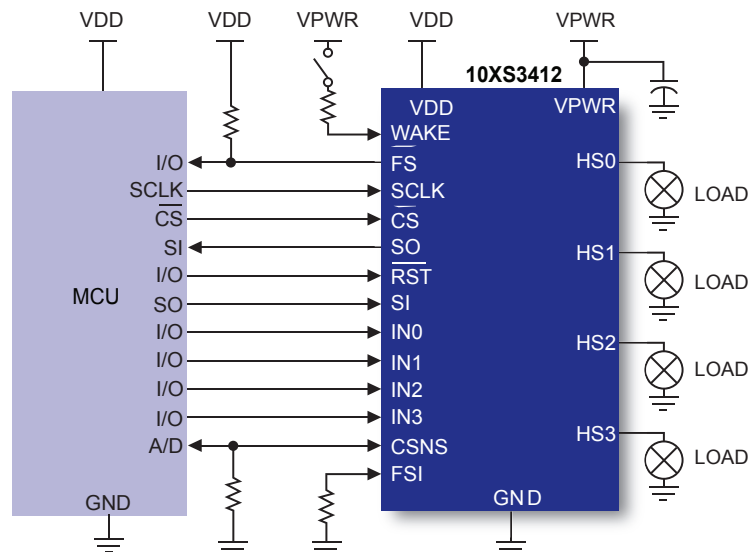 VDD VDD VPWR VDD VPWR
10XS3412
VDD VPWR
WAKE
I/O FS HS0
SCLK SCLK LOAD
CS CS
SI SO HS1
I/O RST LOAD
MCU
SO SI
I/O IN0 HS2
I/O IN1 LOAD
I/O IN2
I/O IN3 HS3
A/D CSNS LOAD
FSI
GND GND